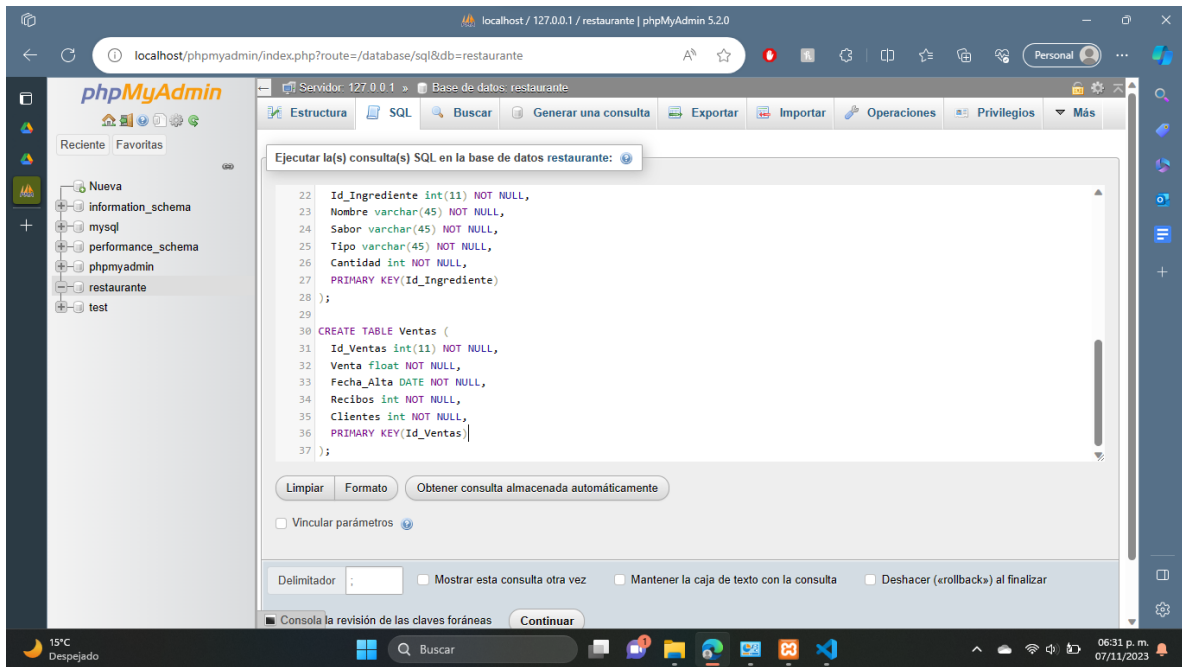 localhost / 127.0.0.1 / restaurante | phpMyAdmin 5.2.0
localhost/phpmyadmin/index.php?route=/database/sql&db=restaurante
Personal
phpMyAdmin
Reciente Favoritas
Nueva
information_schema
mysql
performance_schema
phpmyadmin
restaurante
test
Servidor: 127.0.0.1 » Base de datos: restaurante
Estructura SQL Buscar Generar una consulta Exportar Importar Operaciones Privilegios Más
Ejecutar la(s) consulta(s) SQL en la base de datos restaurante:
22 Id_Ingrediente int(11) NOT NULL,
23 Nombre varchar(45) NOT NULL,
24 Sabor varchar(45) NOT NULL,
25 Tipo varchar(45) NOT NULL,
26 Cantidad int NOT NULL,
27 PRIMARY KEY(Id_Ingrediente)
28 );
29
30 CREATE TABLE Ventas (
31 Id_Ventas int(11) NOT NULL,
32 Venta float NOT NULL,
33 Fecha_Alta DATE NOT NULL,
34 Recibos int NOT NULL,
35 Clientes int NOT NULL,
36 PRIMARY KEY(Id_Ventas)
37 );
Limpiar Formato Obtener consulta almacenada automáticamente
Vincular parámetros
Delimitador ; Mostrar esta consulta otra vez Mantener la caja de texto con la consulta Deshacer («rollback») al finalizar
Consola la revisión de las claves foráneas Continuar
15°C
Despejado
Buscar
1
06:31 p. m.
07/11/2023